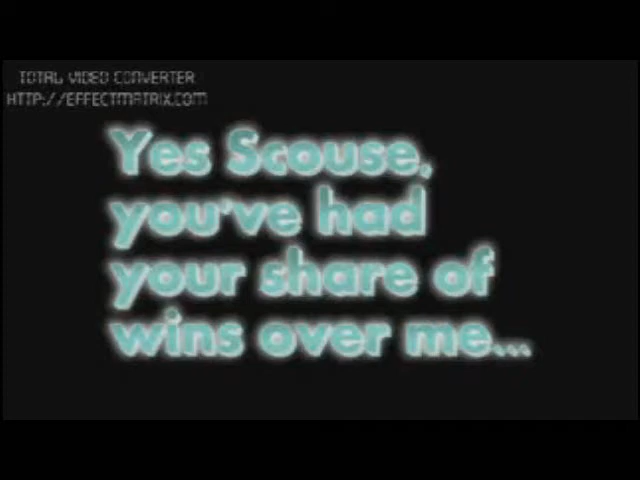 TOTAL VIDEO CONVERTER
HTTP://EFFECTMATRIX.COM
Yes Scouse,
you've had
your share of
wins over me...